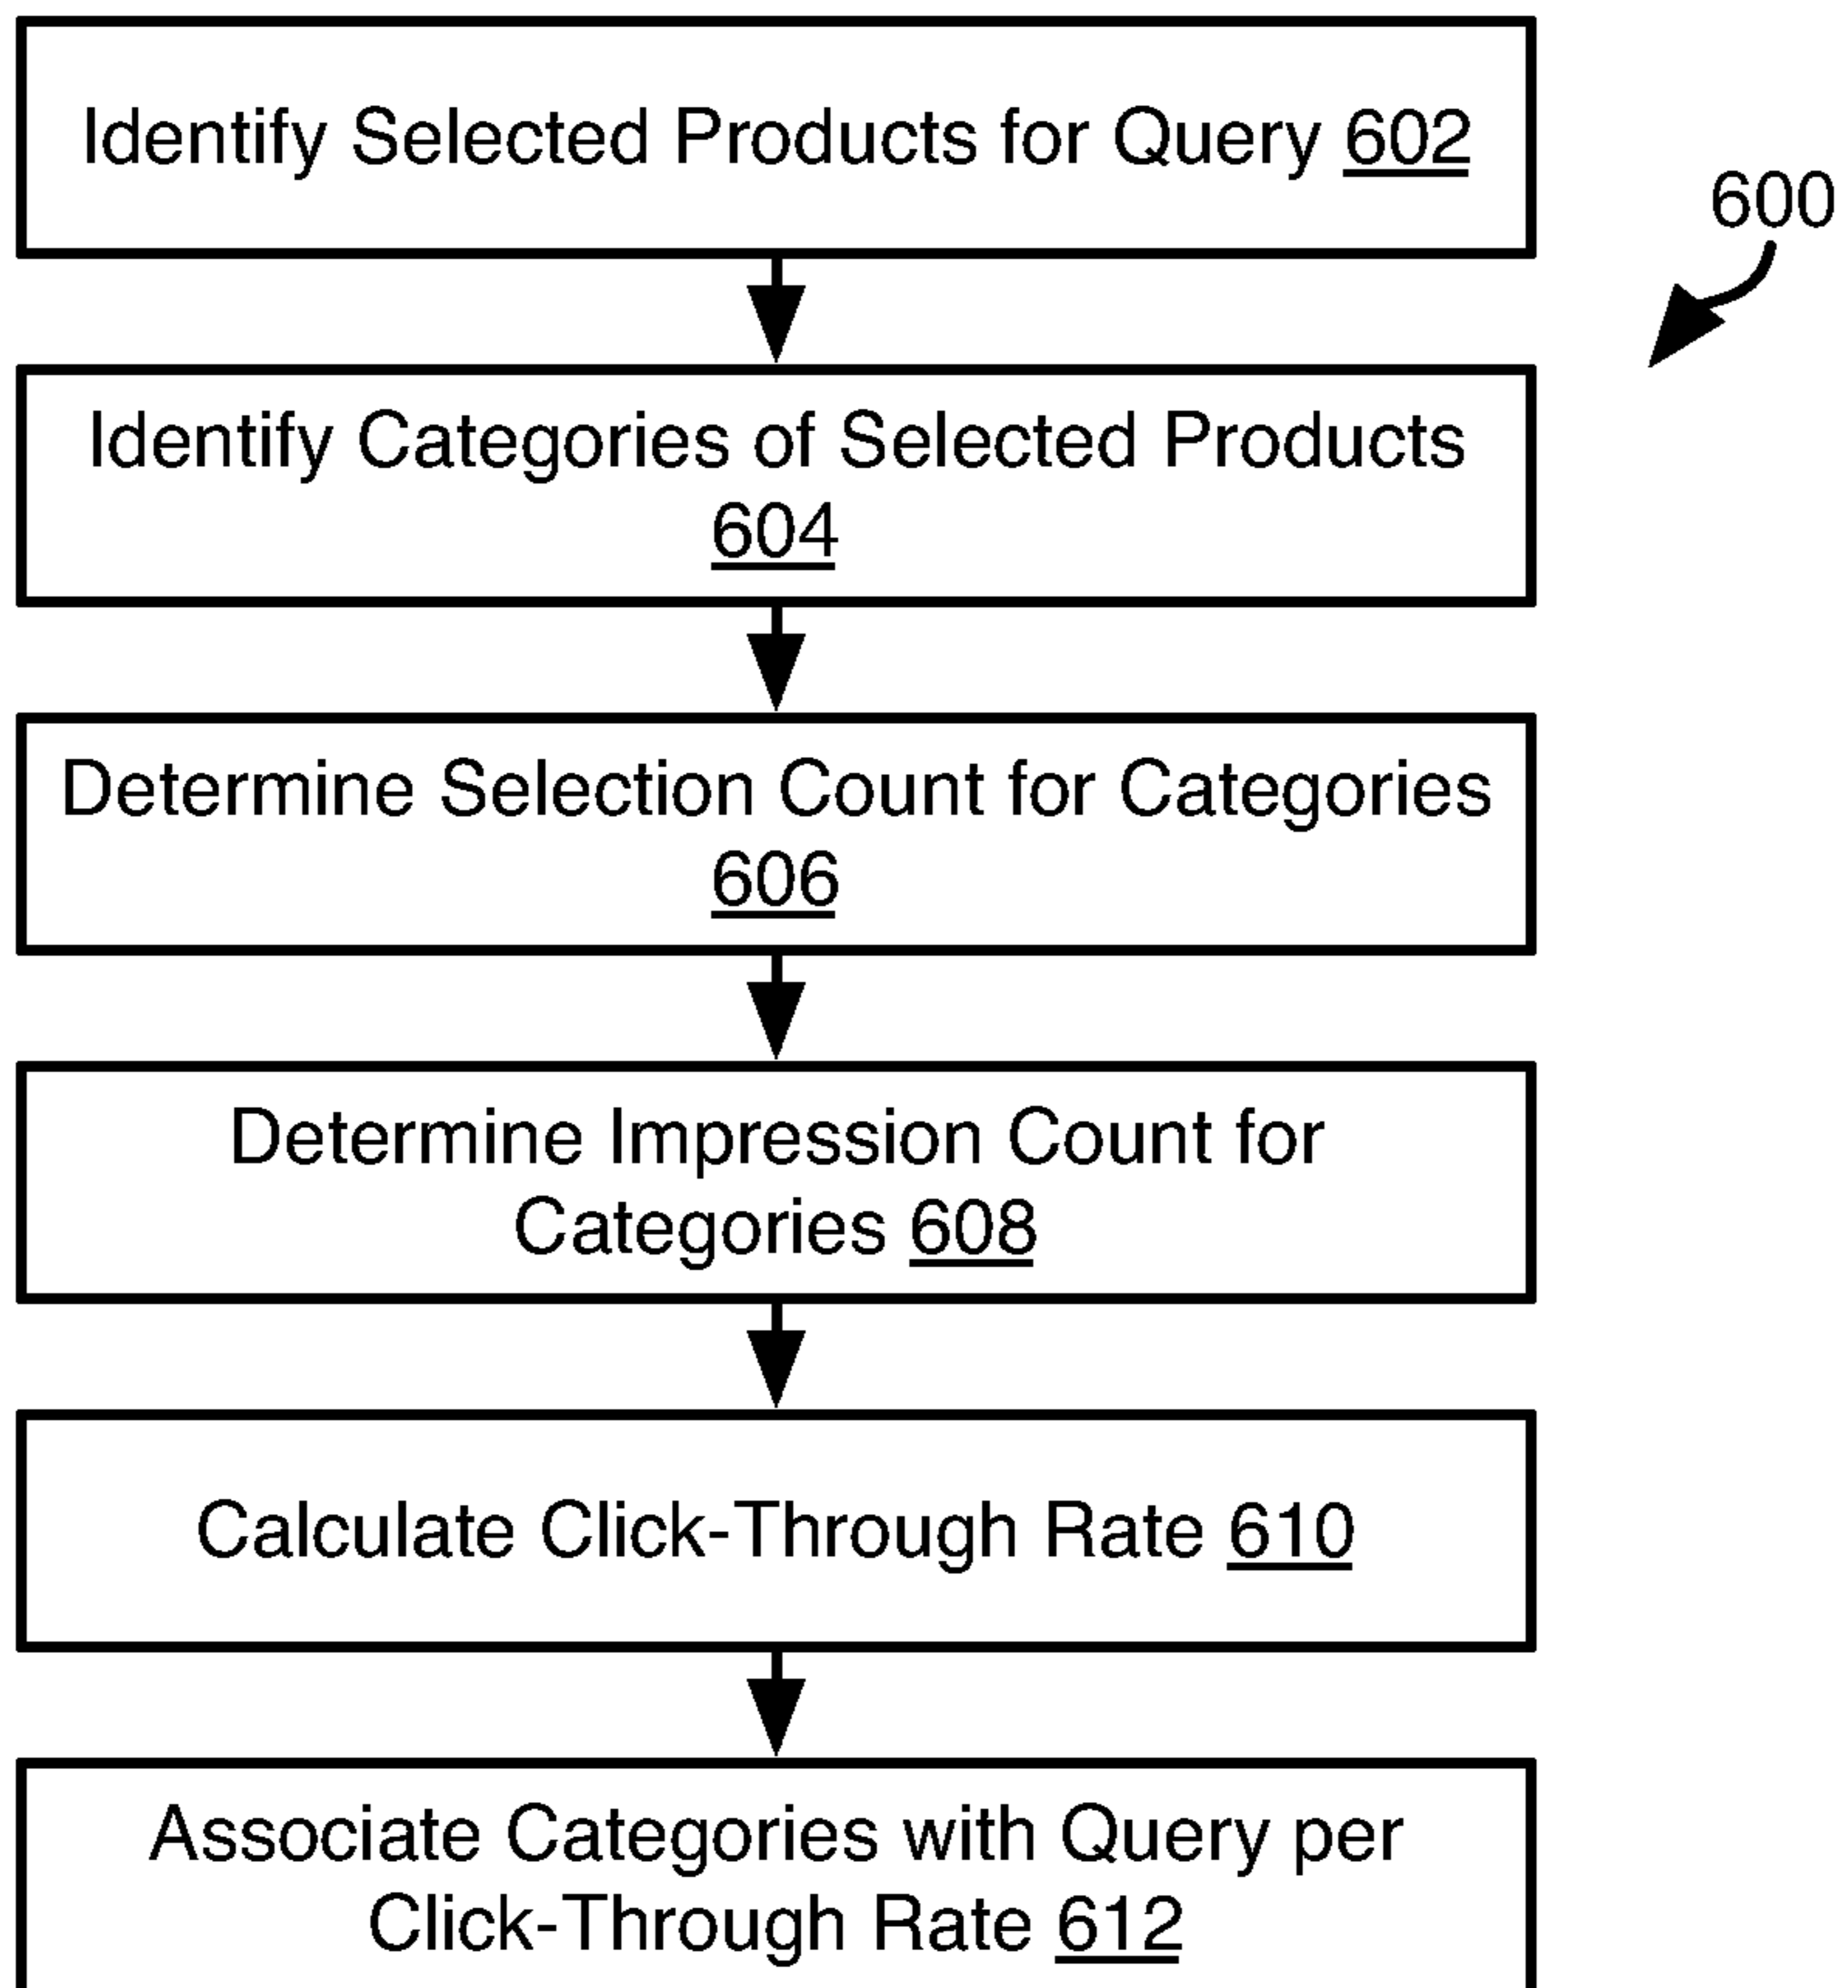 Identify Selected Products for Query 602
600
Identify Categories of Selected Products
604
Determine Selection Count for Categories
606
Determine Impression Count for
Categories 608
Calculate Click-Through Rate 610
Associate Categories with Query per
Click-Through Rate 612